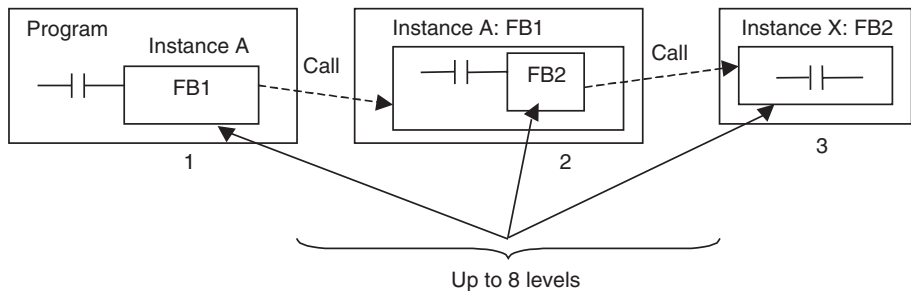 Program
Instance A
FB1
1
Call
Instance A: FB1
FB2
2
Call
Instance X: FB2
3
Up to 8 levels